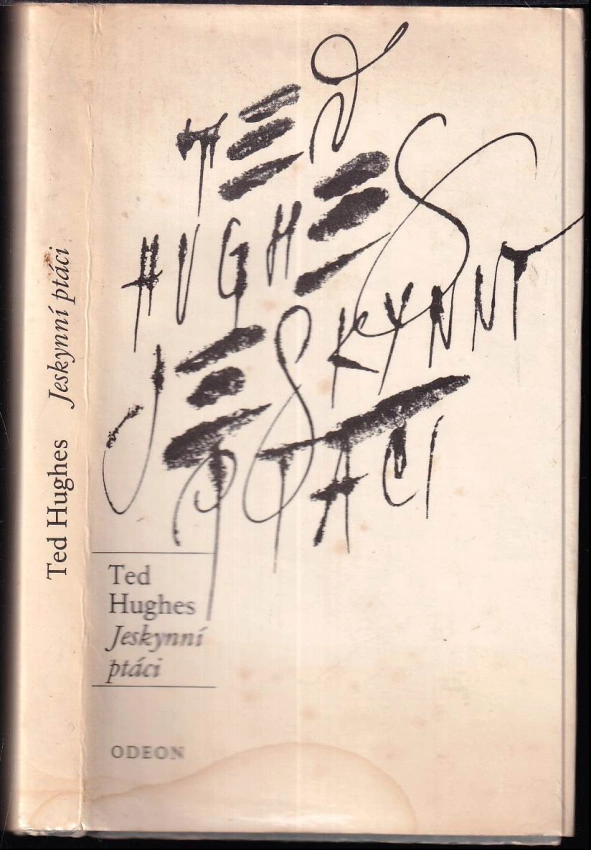 Ted Hughes Jeskynní ptáci
TED
HUGHES
JESKYNNÍ
PTÁCI
Ted
Hughes
Jeskynní
ptáci
ODEON